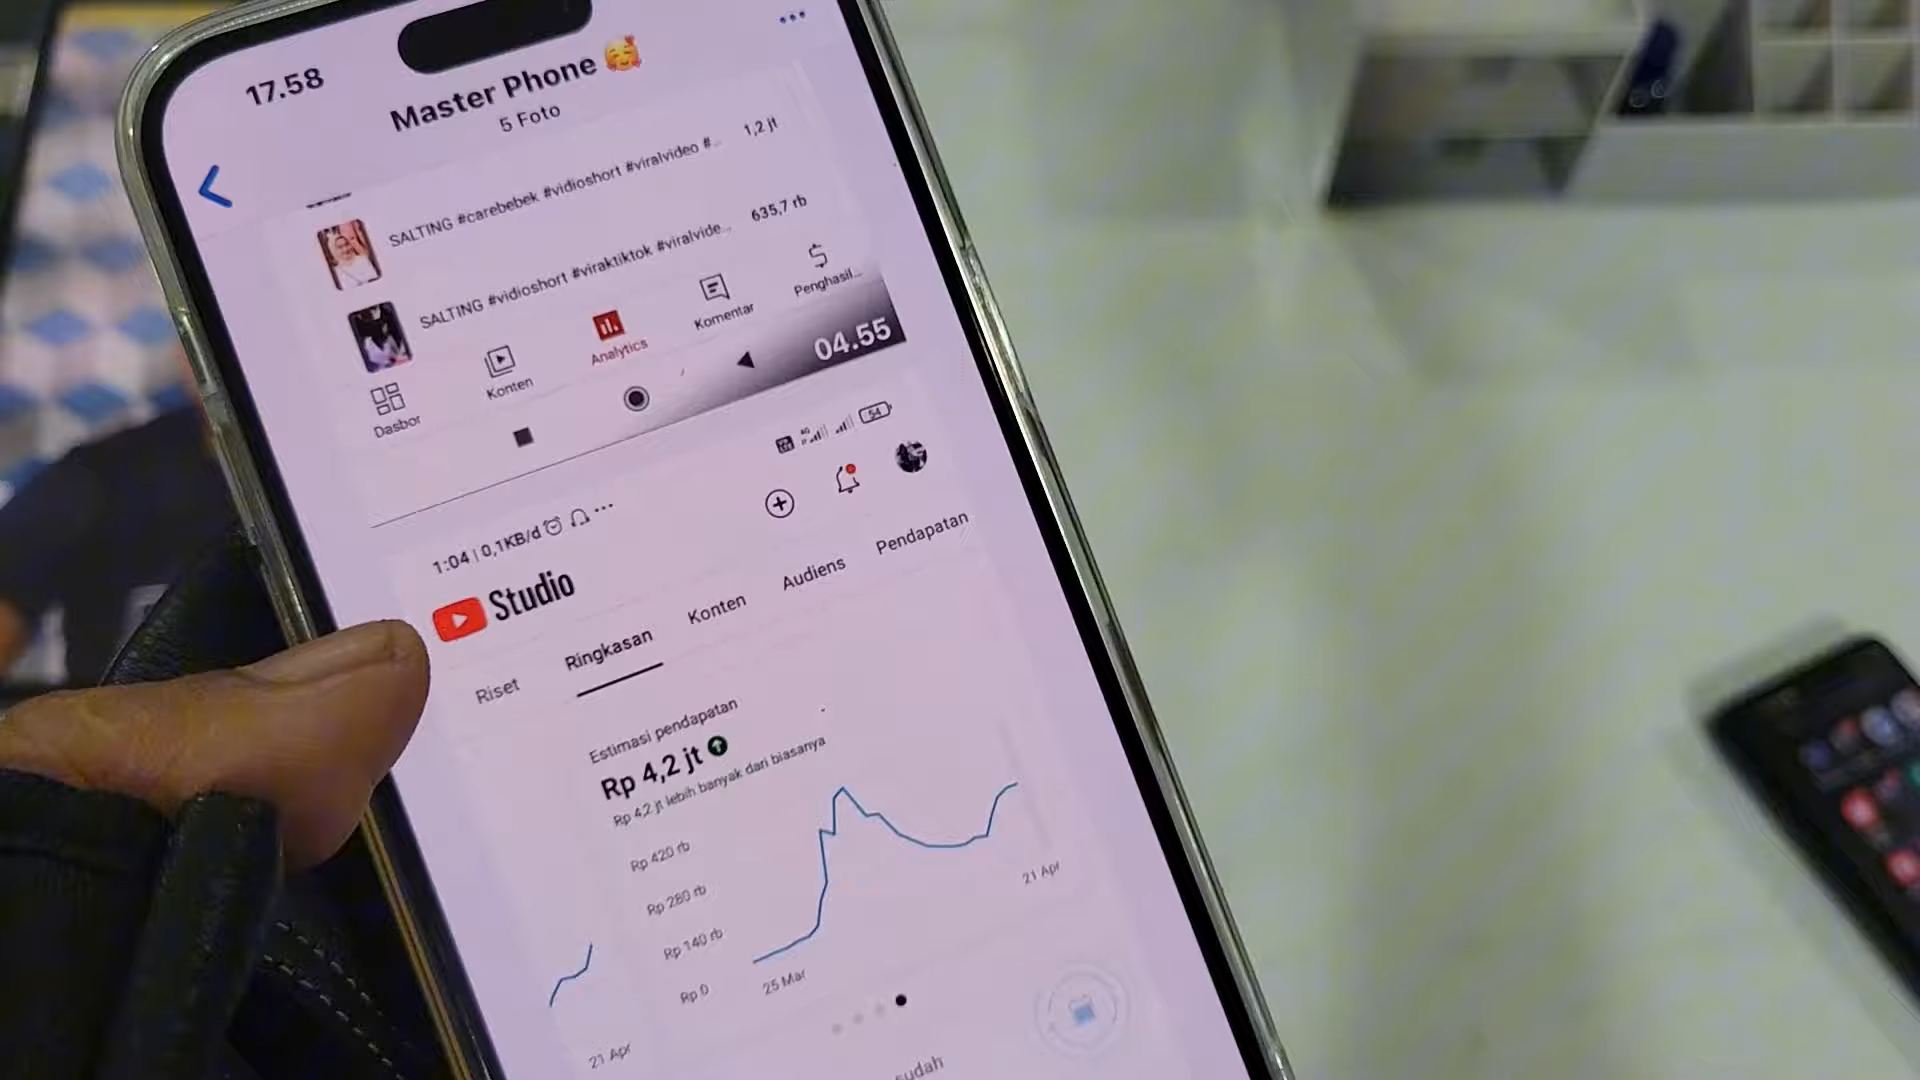 17.58
Master Phone 🥰
5 Foto
SALTING #carebebek #vidioshort #viralvideo #... 1,2 jt
SALTING #vidioshort #viraktiktok #viralvide... 635,7 rb
Dasbor Konten Analytics Komentar Penghasil...
04.55
1:04 | 0,1KB/d ... 4G 54
Studio
Riset Ringkasan Konten Audiens Pendapatan
Estimasi pendapatan
Rp 4,2 jt
Rp 4,2 jt lebih banyak dari biasanya
Rp 420 rb
Rp 280 rb
Rp 140 rb
Rp 0
25 Mar 21 Apr
21 Apr
sudah